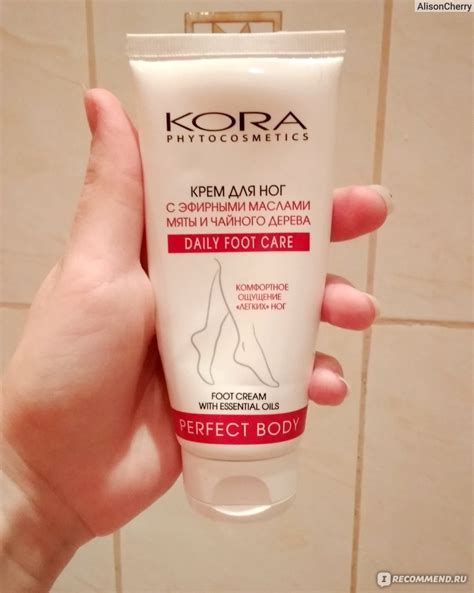 AlisonCherry
KORA
PHYTOCOSMETICS
КРЕМ ДЛЯ НОГ
С ЭФИРНЫМИ МАСЛАМИ
МЯТЫ И ЧАЙНОГО ДЕРЕВА
DAILY FOOT CARE
КОМФОРТНОЕ
ОЩУЩЕНИЕ
«ЛЕГКИХ» НОГ
FOOT CREAM
WITH ESSENTIAL OILS
PERFECT BODY
I RECOMMEND.RU